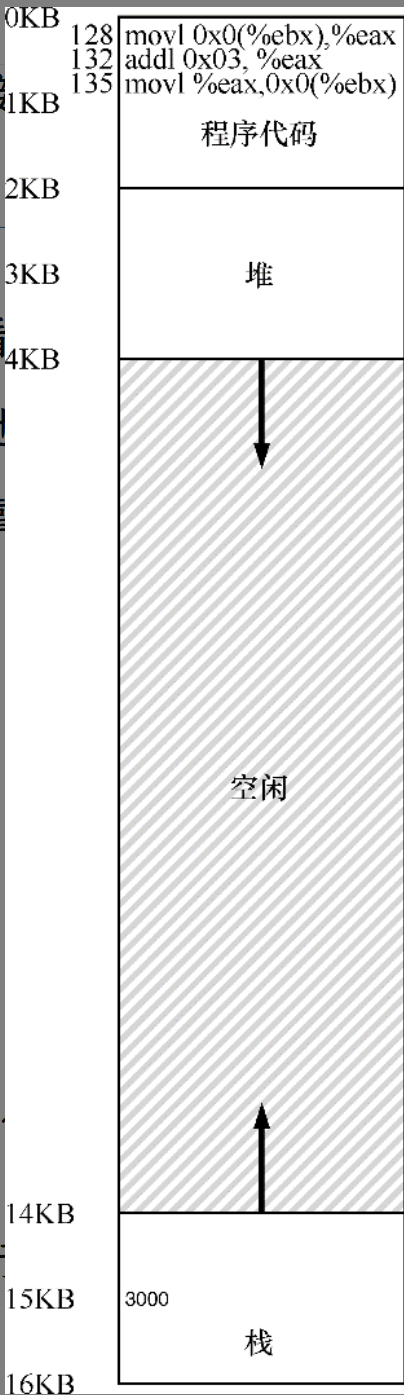 0KB
128 movl 0x0(%ebx),%eax
132 addl 0x03, %eax
135 movl %eax,0x0(%ebx)
1KB
程序代码
2KB
3KB
堆
4KB
空闲
14KB
15KB
3000
栈
16KB